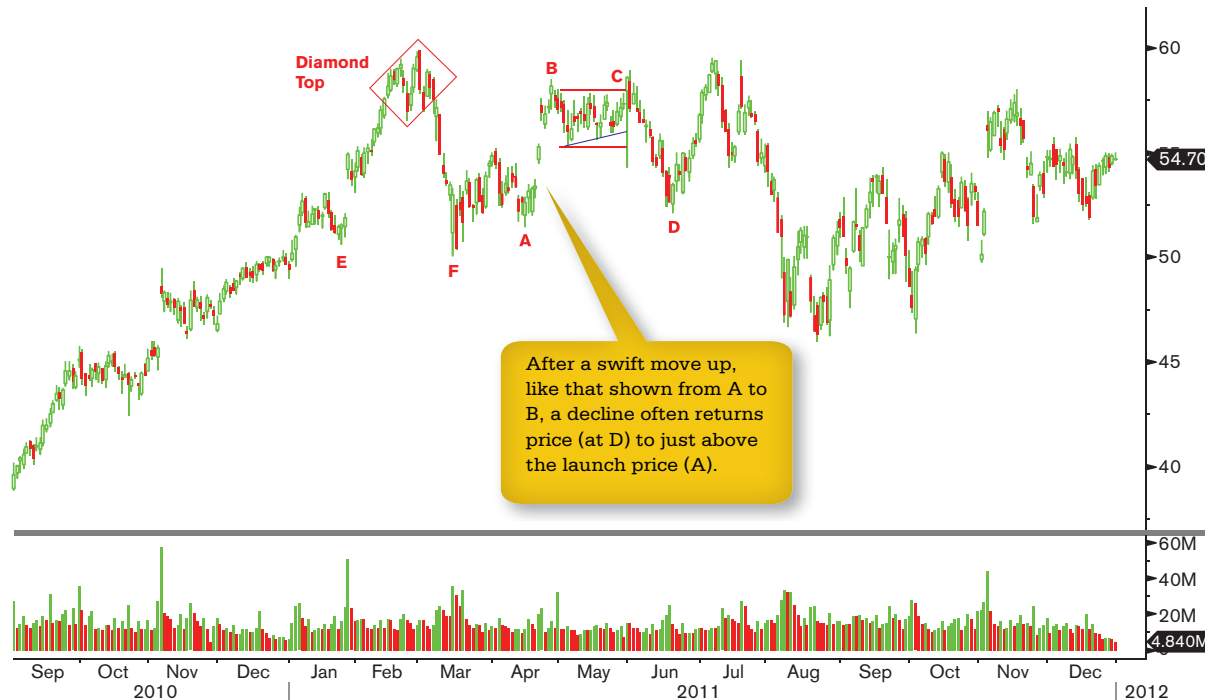 Diamond
Top
B
C
E
F
A
D
After a swift move up,
like that shown from A to
B, a decline often returns
price (at D) to just above
the launch price (A).
60
54.70
50
45
40
60M
40M
20M
4.840M
Sep Oct Nov Dec Jan Feb Mar Apr May Jun Jul Aug Sep Oct Nov Dec
2010 2011 2012